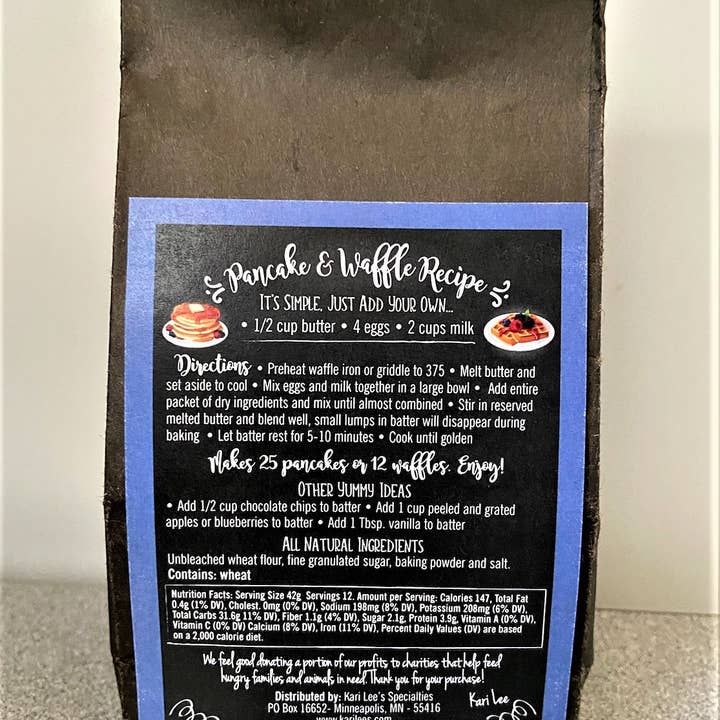 Pancake & Waffle Recipe
It's Simple, Just Add Your Own...
• 1/2 cup butter • 4 eggs • 2 cups milk
Directions • Preheat waffle iron or griddle to 375 • Melt butter and
set aside to cool • Mix eggs and milk together in a large bowl • Add entire
packet of dry ingredients and mix until almost combined • Stir in reserved
melted butter and blend well, small lumps in batter will disappear during
baking • Let batter rest for 5-10 minutes • Cook until golden
Makes 25 pancakes or 12 waffles. Enjoy!
Other Yummy Ideas
• Add 1/2 cup chocolate chips to batter • Add 1 cup peeled and grated
apples or blueberries to batter • Add 1 Tbsp. vanilla to batter
All Natural Ingredients
Unbleached wheat flour, fine granulated sugar, baking powder and salt.
Contains: wheat
Nutrition Facts: Serving Size 42g Servings 12. Amount per Serving: Calories 147, Total Fat
0.4g (1% DV), Cholest. 0mg (0% DV), Sodium 198mg (8% DV), Potassium 208mg (6% DV),
Total Carbs 31.6g 11% DV), Fiber 1.1g (4% DV), Sugar 2.1g, Protein 3.9g, Vitamin A (0% DV),
Vitamin C (0% DV) Calcium (8% DV), Iron (11% DV), Percent Daily Values (DV) are based
on a 2,000 calorie diet.
We feel good donating a portion of our profits to charities that help feed
hungry families and animals in need. Thank you for your purchase!
Kari Lee
Distributed by: Kari Lee's Specialties
PO Box 16652- Minneapolis, MN - 55416
www.karilees.com